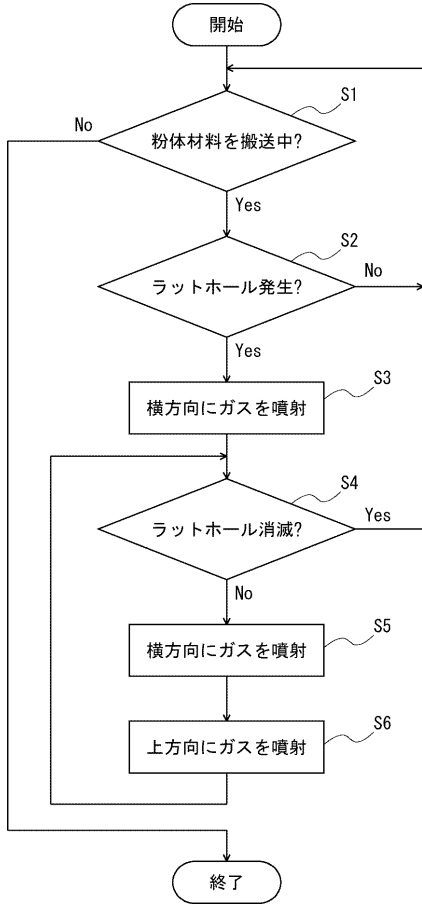 開始
S1
No
粉体材料を搬送中?
Yes
S2
ラットホール発生?
No
Yes
S3
横方向にガスを噴射
S4
ラットホール消滅?
Yes
No
S5
横方向にガスを噴射
S6
上方向にガスを噴射
終了